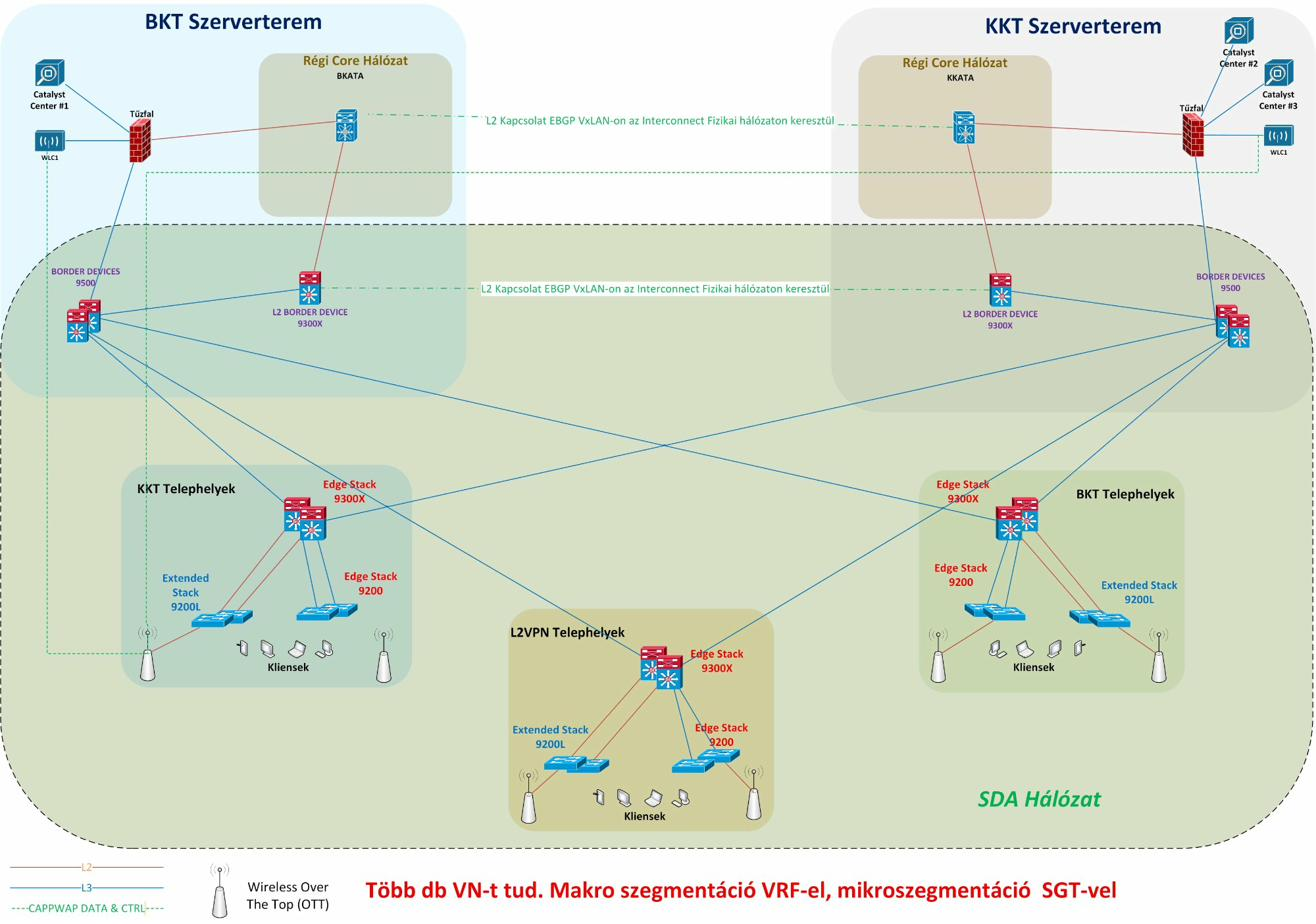 BKT Szerverterem
KKT Szerverterem
Régi Core Hálózat
BKATA
Régi Core Hálózat
KKATA
Catalyst
Center #1
Catalyst
Center #2
Catalyst
Center #3
Tűzfal
Tűzfal
WLC1
WLC1
L2 Kapcsolat EBGP VxLAN-on az Interconnect Fizikai hálózaton keresztül
BORDER DEVICES
9500
BORDER DEVICES
9500
L2 Kapcsolat EBGP VxLAN-on az Interconnect Fizikai hálózaton keresztül
L2 BORDER DEVICE
9300X
L2 BORDER DEVICE
9300X
KKT Telephelyek
Edge Stack
9300X
Extended
Stack
9200L
Edge Stack
9200
Kliensek
Edge Stack
9300X
BKT Telephelyek
Edge Stack
9200
Extended Stack
9200L
Kliensek
L2VPN Telephelyek
Edge Stack
9300X
Extended Stack
9200L
Edge Stack
9200
Kliensek
SDA Hálózat
L2
L3
CAPPWAP DATA & CTRL
Wireless Over
The Top (OTT)
Több db VN-t tud. Makro szegmentáció VRF-el, mikroszegmentáció SGT-vel